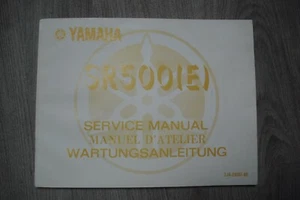 YAMAHA
SR500(E)
SERVICE MANUAL
MANUEL D'ATELIER
WARTUNGSANLEITUNG